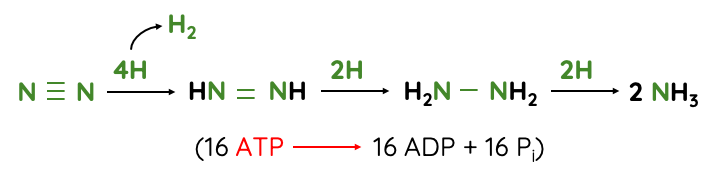 H₂
4H 2H 2H
N ≡ N HN = NH H₂N − NH₂ 2 NH₃
(16 ATP → 16 ADP + 16 Pᵢ)